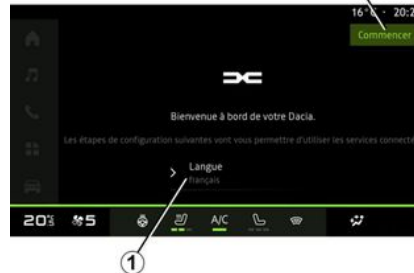 16°C · 20:2
Commencer
Bienvenue à bord de votre Dacia.
Les étapes de configuration suivantes vont vous permettre d'utiliser les services connecté
Langue
français
20 5 A/C
1